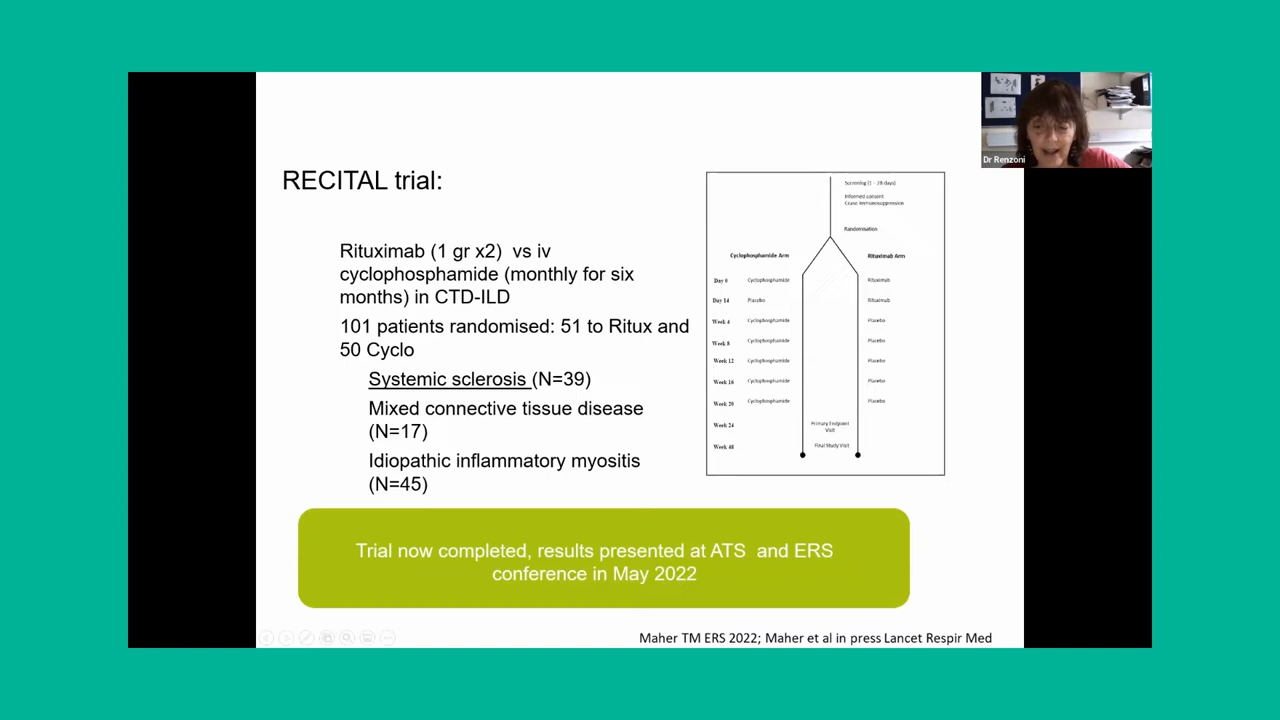 Dr Renzoni
RECITAL trial:
Rituximab (1 gr x2) vs iv
cyclophosphamide (monthly for six
months) in CTD-ILD
101 patients randomised: 51 to Ritux and
50 Cyclo
Systemic sclerosis (N=39)
Mixed connective tissue disease
(N=17)
Idiopathic inflammatory myositis
(N=45)
Screening (1 - 28 days)
Informed consent
Cease immunosuppression
Randomisation
Cyclophosphamide Arm Rituximab Arm
Day 0 Cyclophosphamide Rituximab
Day 14 Placebo Rituximab
Week 4 Cyclophosphamide Placebo
Week 8 Cyclophosphamide Placebo
Week 12 Cyclophosphamide Placebo
Week 16 Cyclophosphamide Placebo
Week 20 Cyclophosphamide Placebo
Week 24 Primary Endpoint
Visit
Week 48 Final Study Visit
Trial now completed, results presented at ATS and ERS
conference in May 2022
Maher TM ERS 2022; Maher et al in press Lancet Respir Med